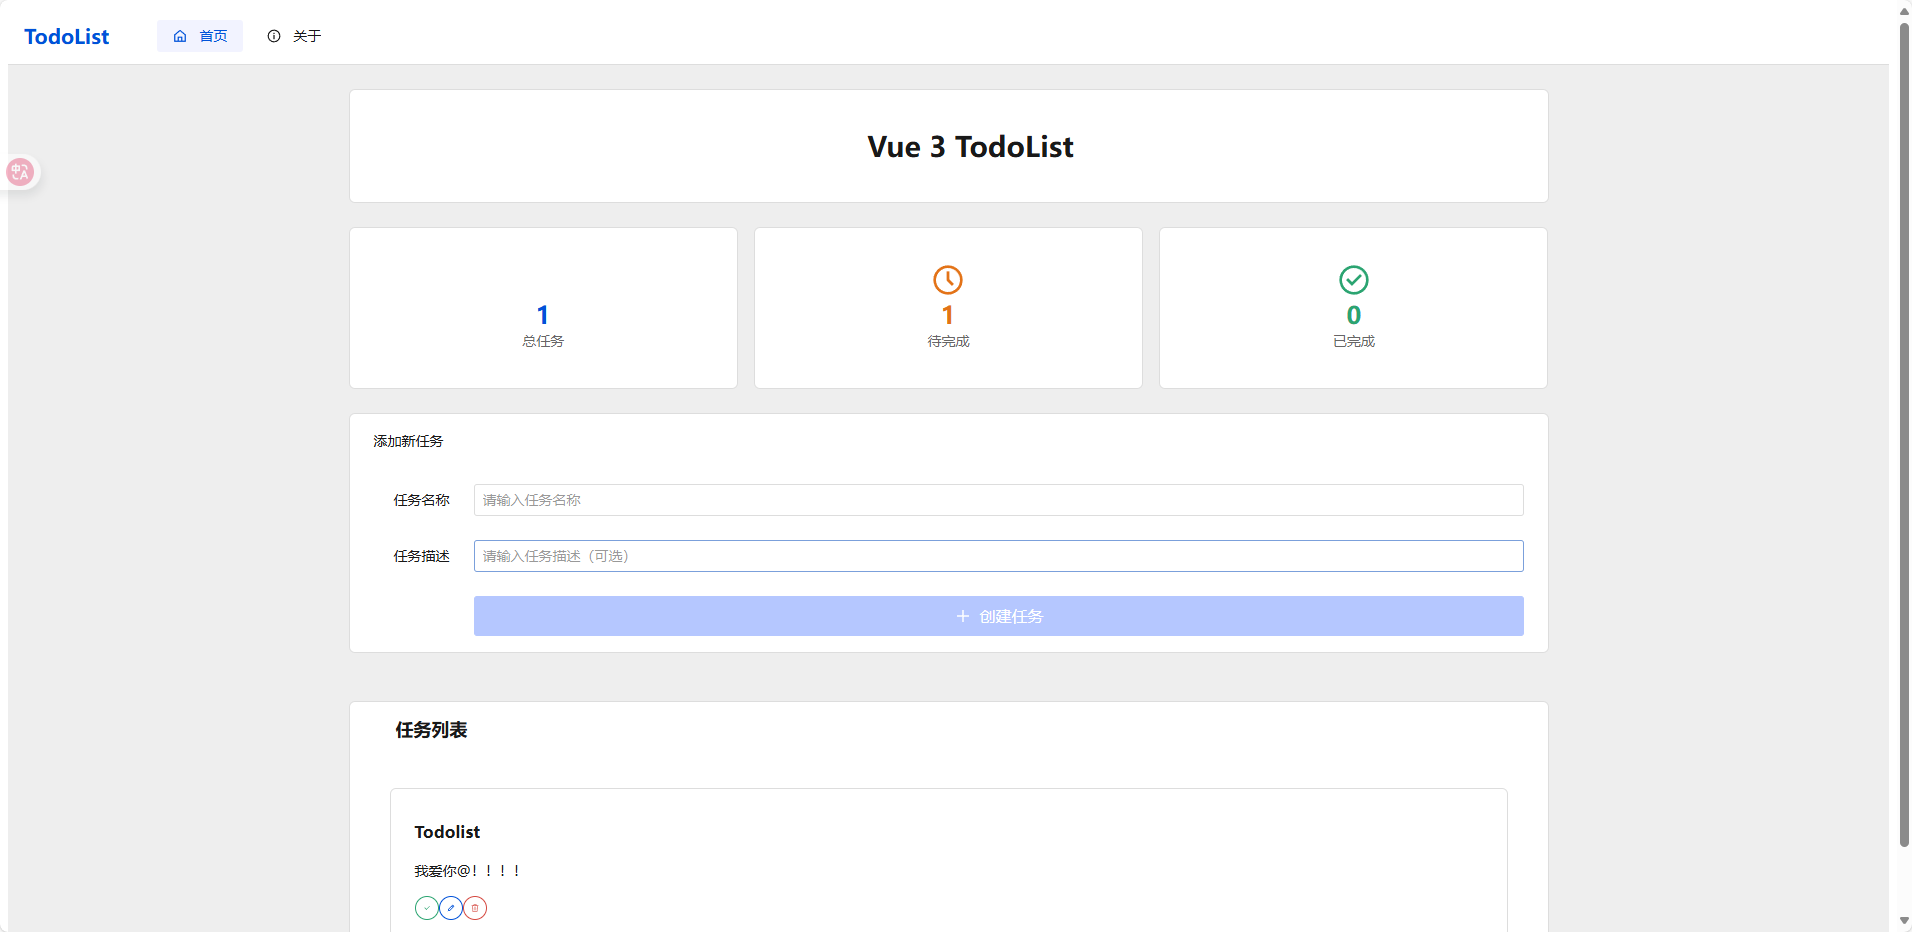 TodoList 首页 关于
Vue 3 TodoList
1
总任务
1
待完成
0
已完成
添加新任务
任务名称 请输入任务名称
任务描述 请输入任务描述（可选）
创建任务
任务列表
Todolist
我爱你@！！！！